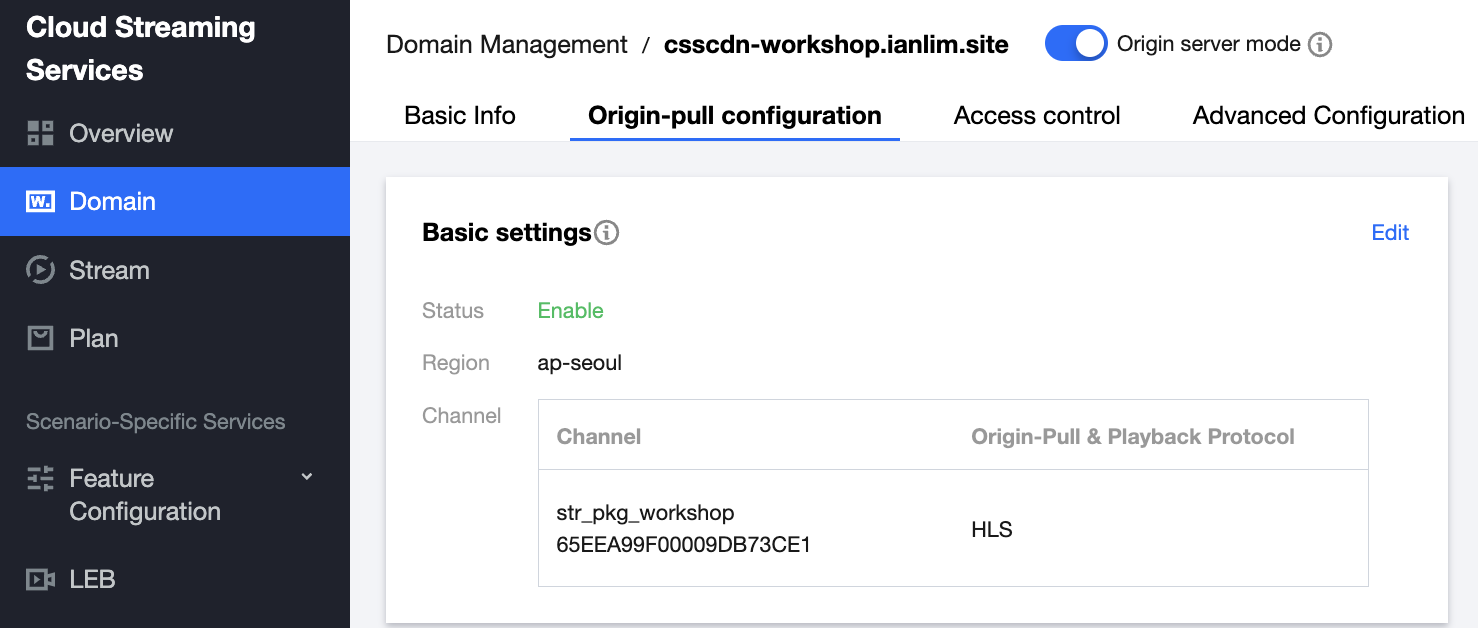 Cloud Streaming
Services
Overview
Domain
Stream
Plan
Scenario-Specific Services
Feature
Configuration
LEB
Domain Management / csscdn-workshop.ianlim.site Origin server mode
Basic Info Origin-pull configuration Access control Advanced Configuration
Basic settings Edit
Status Enable
Region ap-seoul
Channel
Channel Origin-Pull & Playback Protocol
str_pkg_workshop
65EEA99F00009DB73CE1 HLS